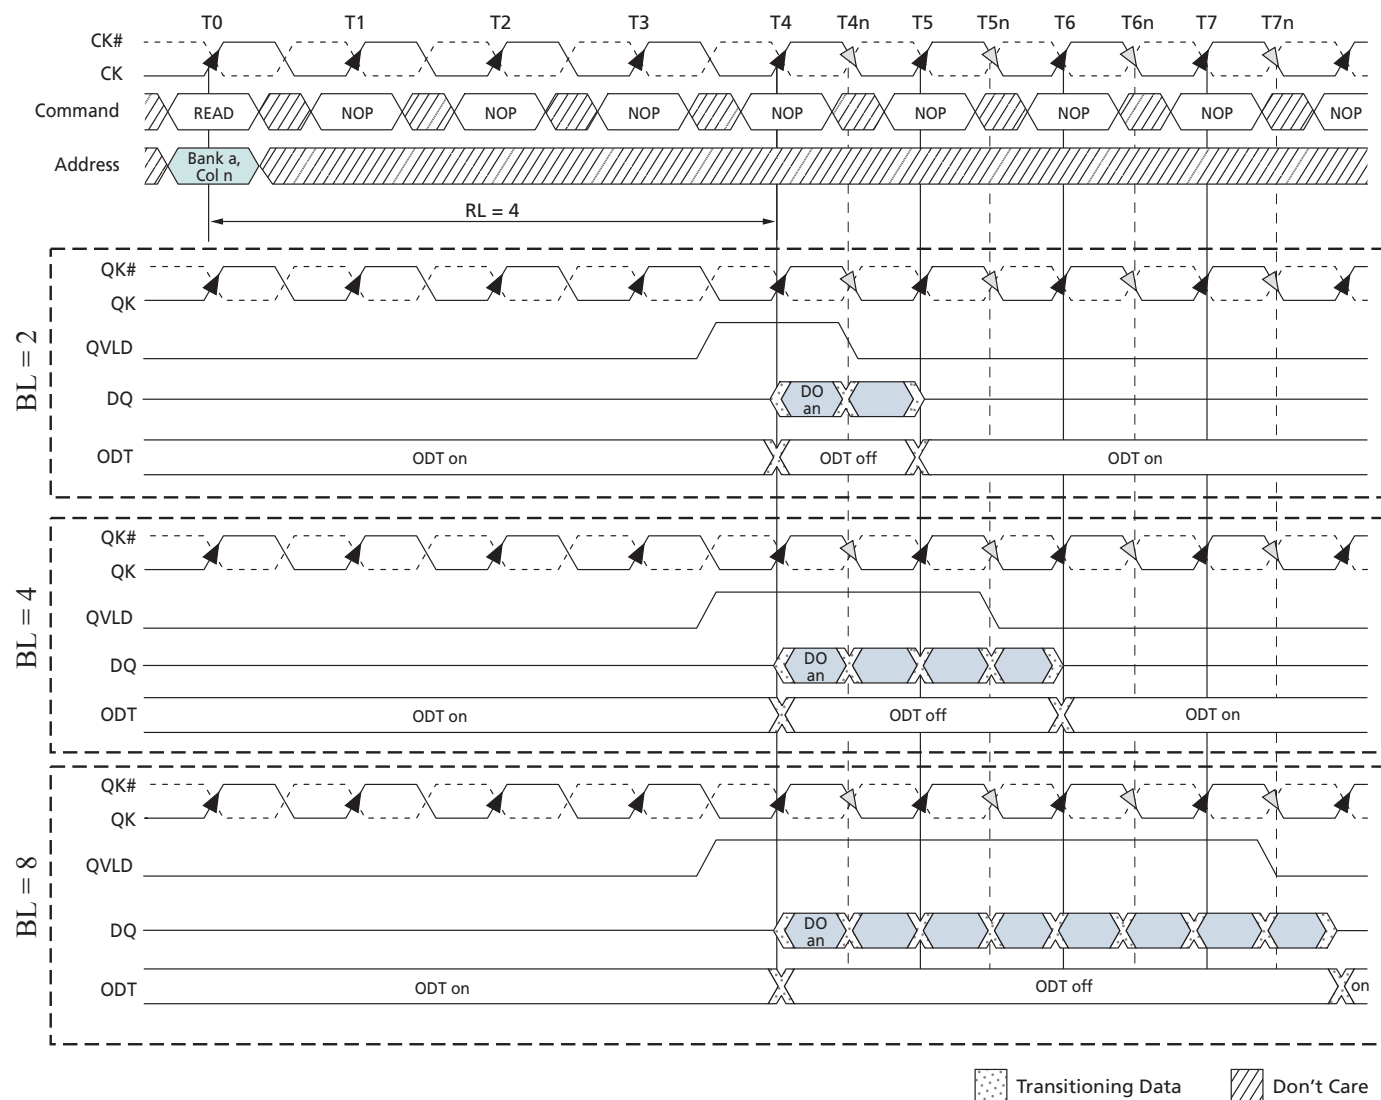 T0 T1 T2 T3 T4 T4n T5 T5n T6 T6n T7 T7n
CK#
CK
Command READ NOP NOP NOP NOP NOP NOP NOP NOP
Address Bank a,
Col n
RL = 4
BL = 2
QK#
QK
QVLD
DQ DO
an
ODT ODT on ODT off ODT on
BL = 4
QK#
QK
QVLD
DQ DO
an
ODT ODT on ODT off ODT on
BL = 8
QK#
QK
QVLD
DQ DO
an
ODT ODT on ODT off on
Transitioning Data Don't Care